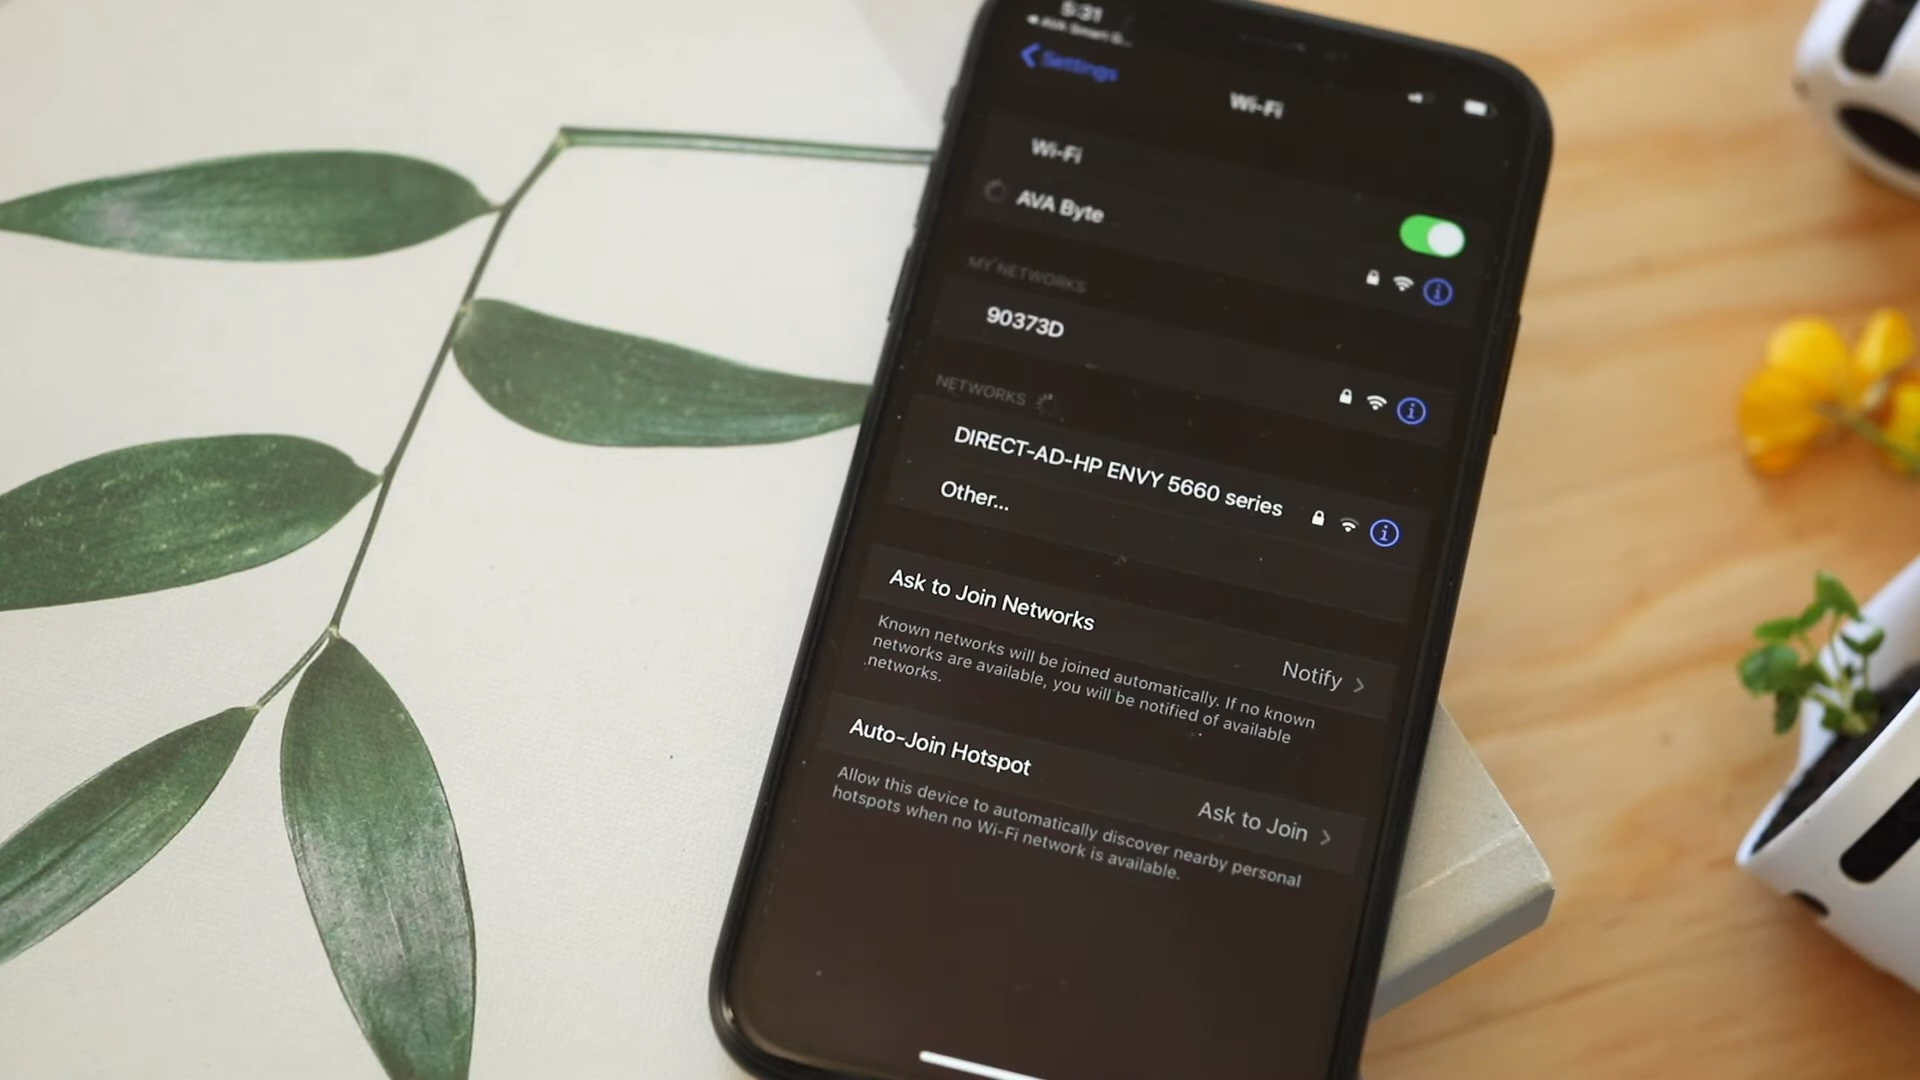 5:31
Settings
Wi-Fi
Wi-Fi
AVA Byte
MY NETWORKS
90373D
NETWORKS
DIRECT-AD-HP ENVY 5660 series
Other...
Ask to Join Networks
Notify
Known networks will be joined automatically. If no known
networks are available, you will be notified of available
.networks.
Auto-Join Hotspot
Ask to Join
Allow this device to automatically discover nearby personal
hotspots when no Wi-Fi network is available.